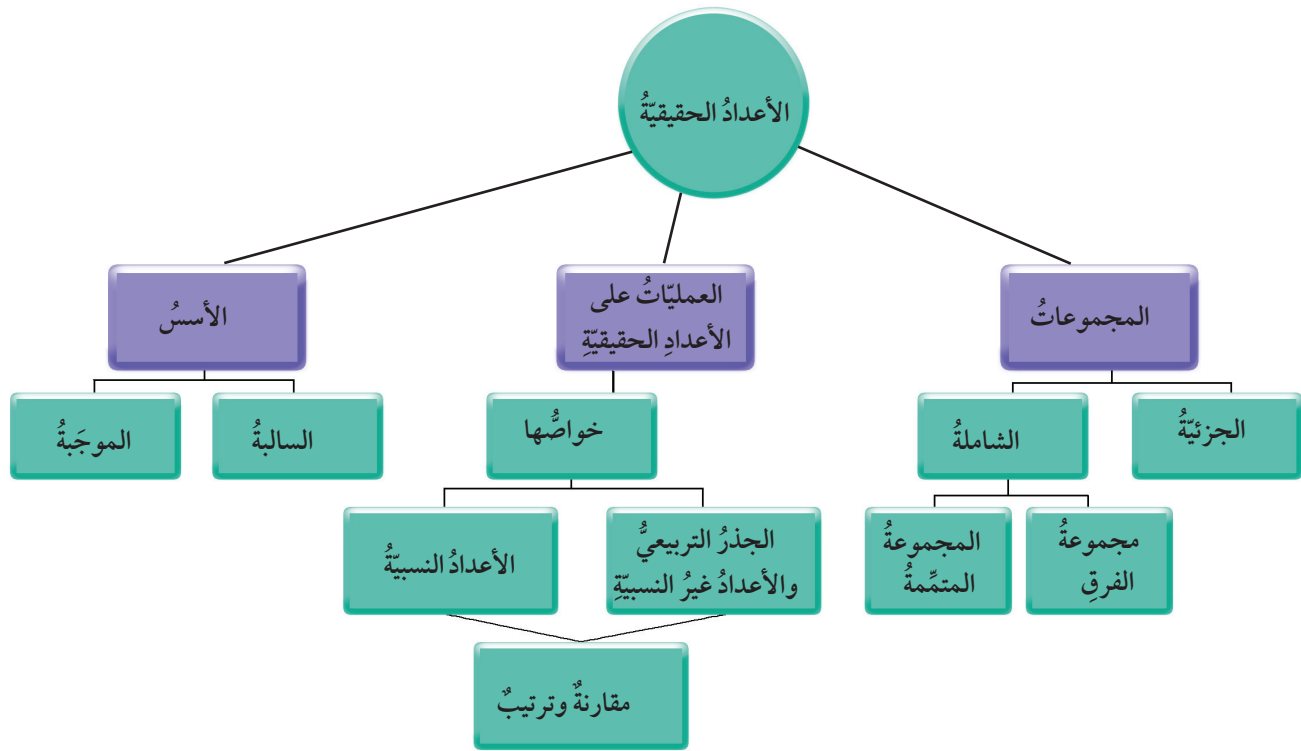 الأعدادُ الحقيقيّةُ
المجموعاتُ
العمليّاتُ على
الأعدادِ الحقيقيّةِ
الأسسُ
الجزئيّةُ
الشاملةُ
خواصُّها
السالبةُ
الموجَبةُ
مجموعةُ
الفرقِ
المجموعةُ
المتمِّمةُ
الجذرُ التربيعيُّ
والأعدادُ غيرُ النسبيّةِ
الأعدادُ النسبيّةُ
مقارنةٌ وترتيبٌ